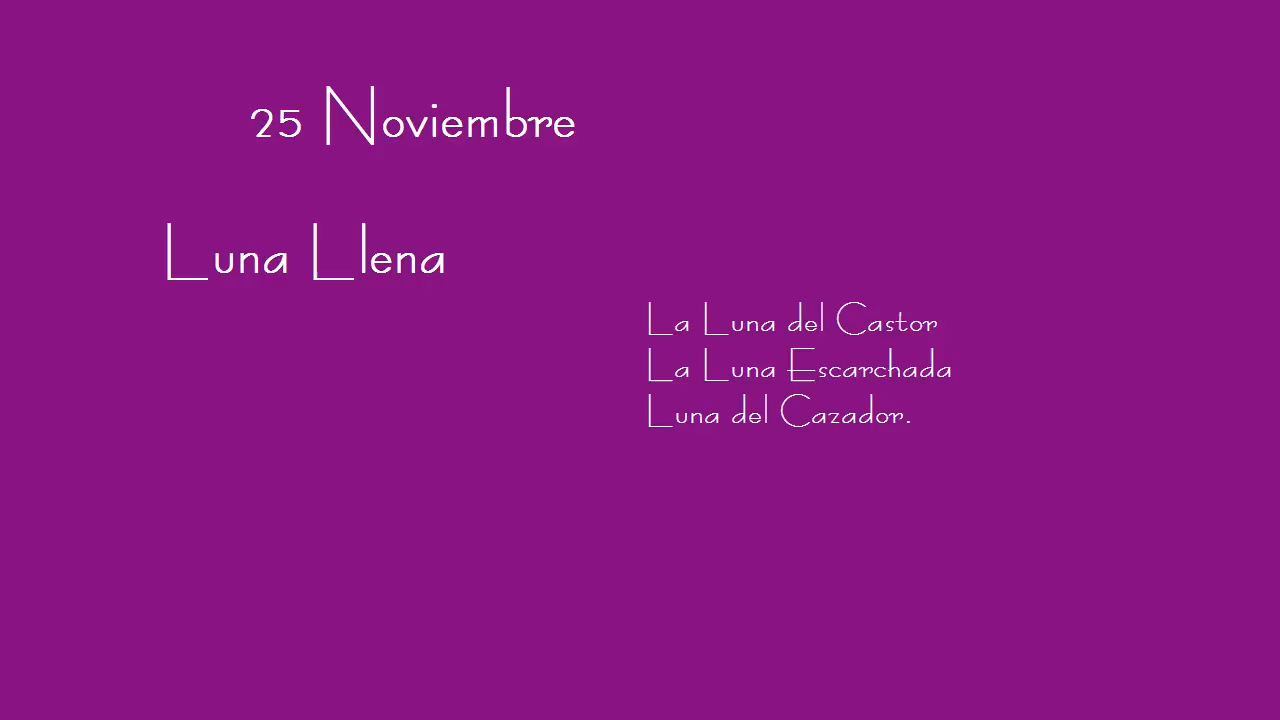 25 Noviembre
Luna Llena
La Luna del Castor
La Luna Escarchada
Luna del Cazador.